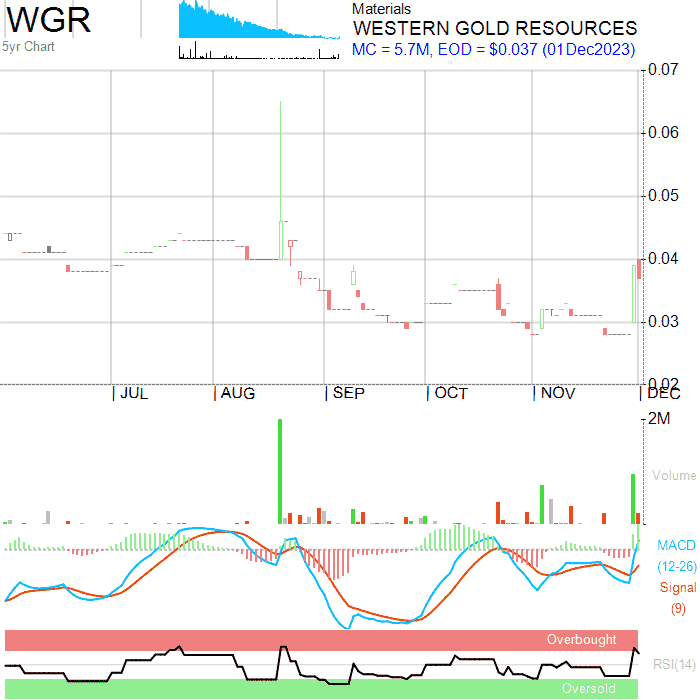 WGR
5yr Chart
Materials
WESTERN GOLD RESOURCES
MC = 5.7M, EOD = $0.037 (01Dec2023)
0.07
0.06
0.05
0.04
0.03
0.02
JUL
AUG
SEP
OCT
NOV
DEC
2M
Volume
MACD
(12-26)
Signal
(9)
Overbought
RSI(14)
Oversold